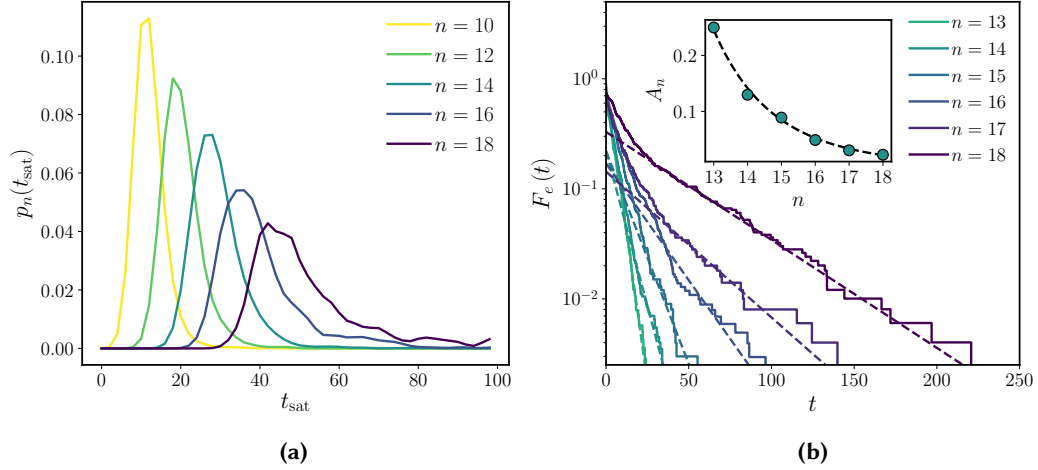 0.10
0.08
0.06
0.04
0.02
0.00
p_n(t_sat)
0 20 40 60 80 100
t_sat
n = 10
n = 12
n = 14
n = 16
n = 18
(a)
10^0
10^−1
10^−2
F_e(t)
0 50 100 150 200 250
t
n = 13
n = 14
n = 15
n = 16
n = 17
n = 18
0.2
0.1
A_n
13 14 15 16 17 18
n
(b)